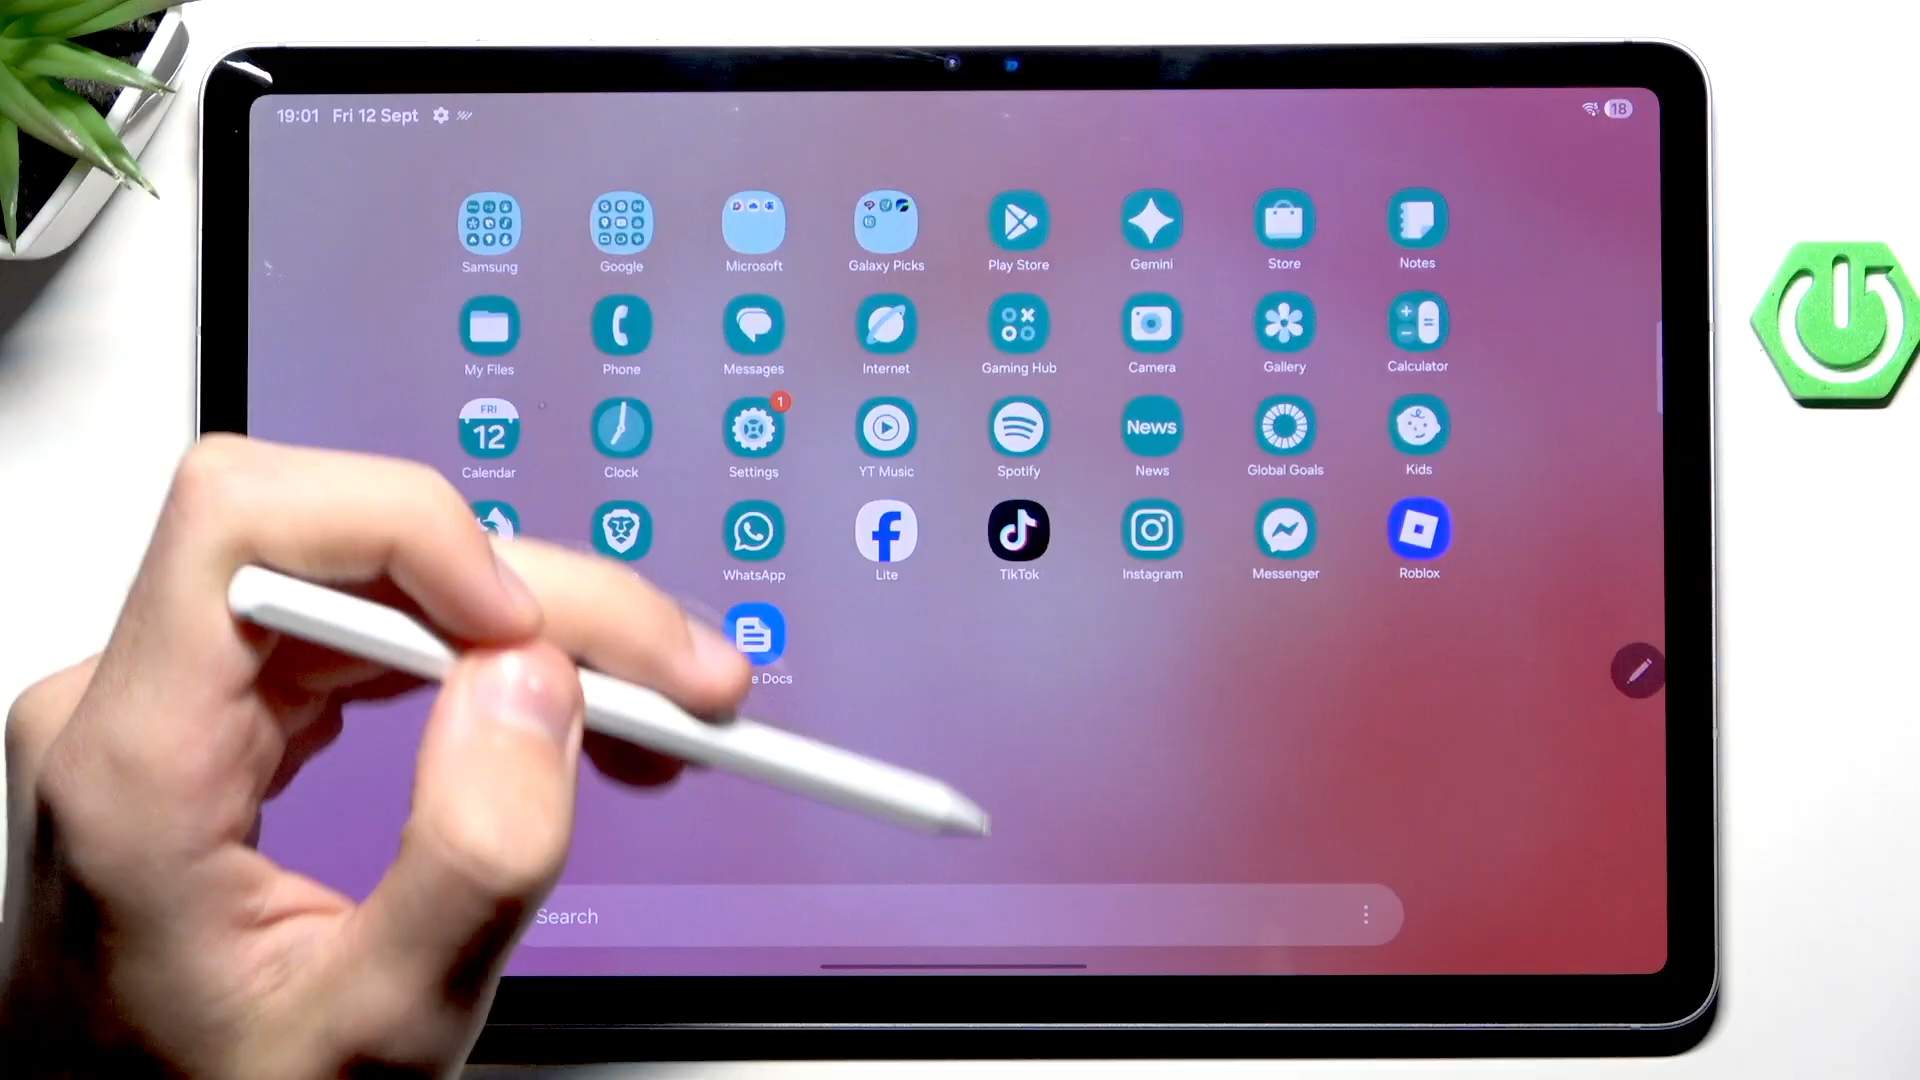 19:01 Fri 12 Sept
18
Samsung Google Microsoft Galaxy Picks Play Store Gemini Store Notes
My Files Phone Messages Internet Gaming Hub Camera Gallery Calculator
FRI
12
1
News
Calendar Clock Settings YT Music Spotify News Global Goals Kids
WhatsApp Lite TikTok Instagram Messenger Roblox
Docs
Search